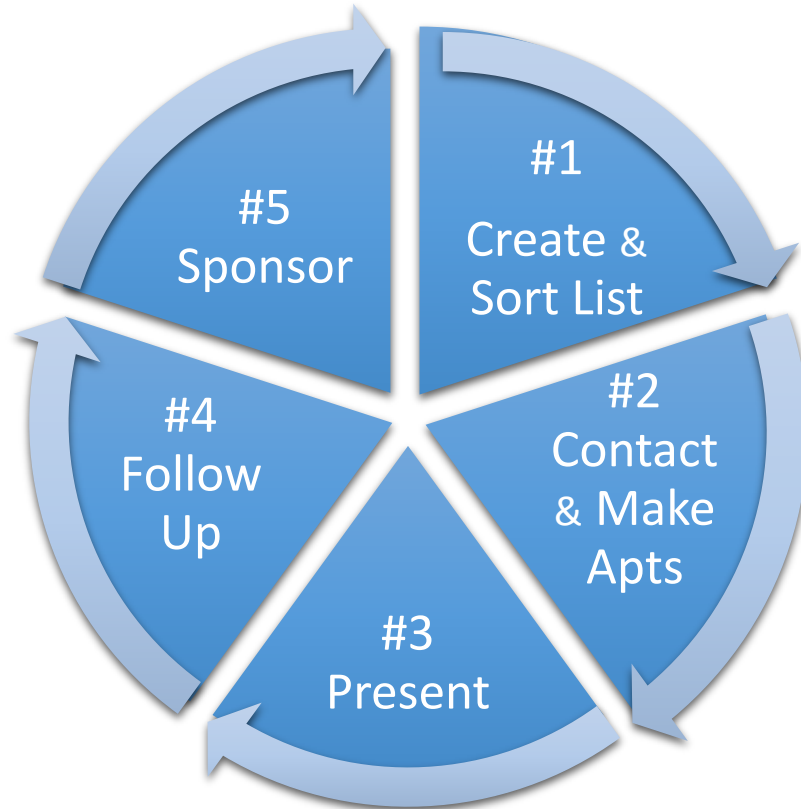 #1
Create &
Sort List
#2
Contact
& Make
Apts
#3
Present
#4
Follow
Up
#5
Sponsor